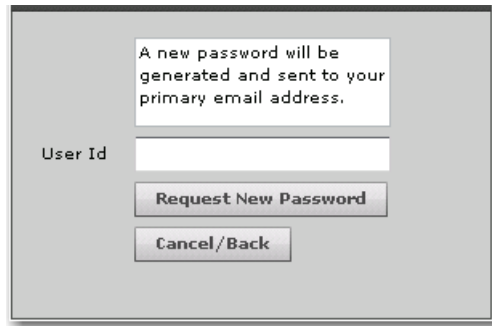 A new password will be
generated and sent to your
primary email address.
User Id
Request New Password
Cancel/Back